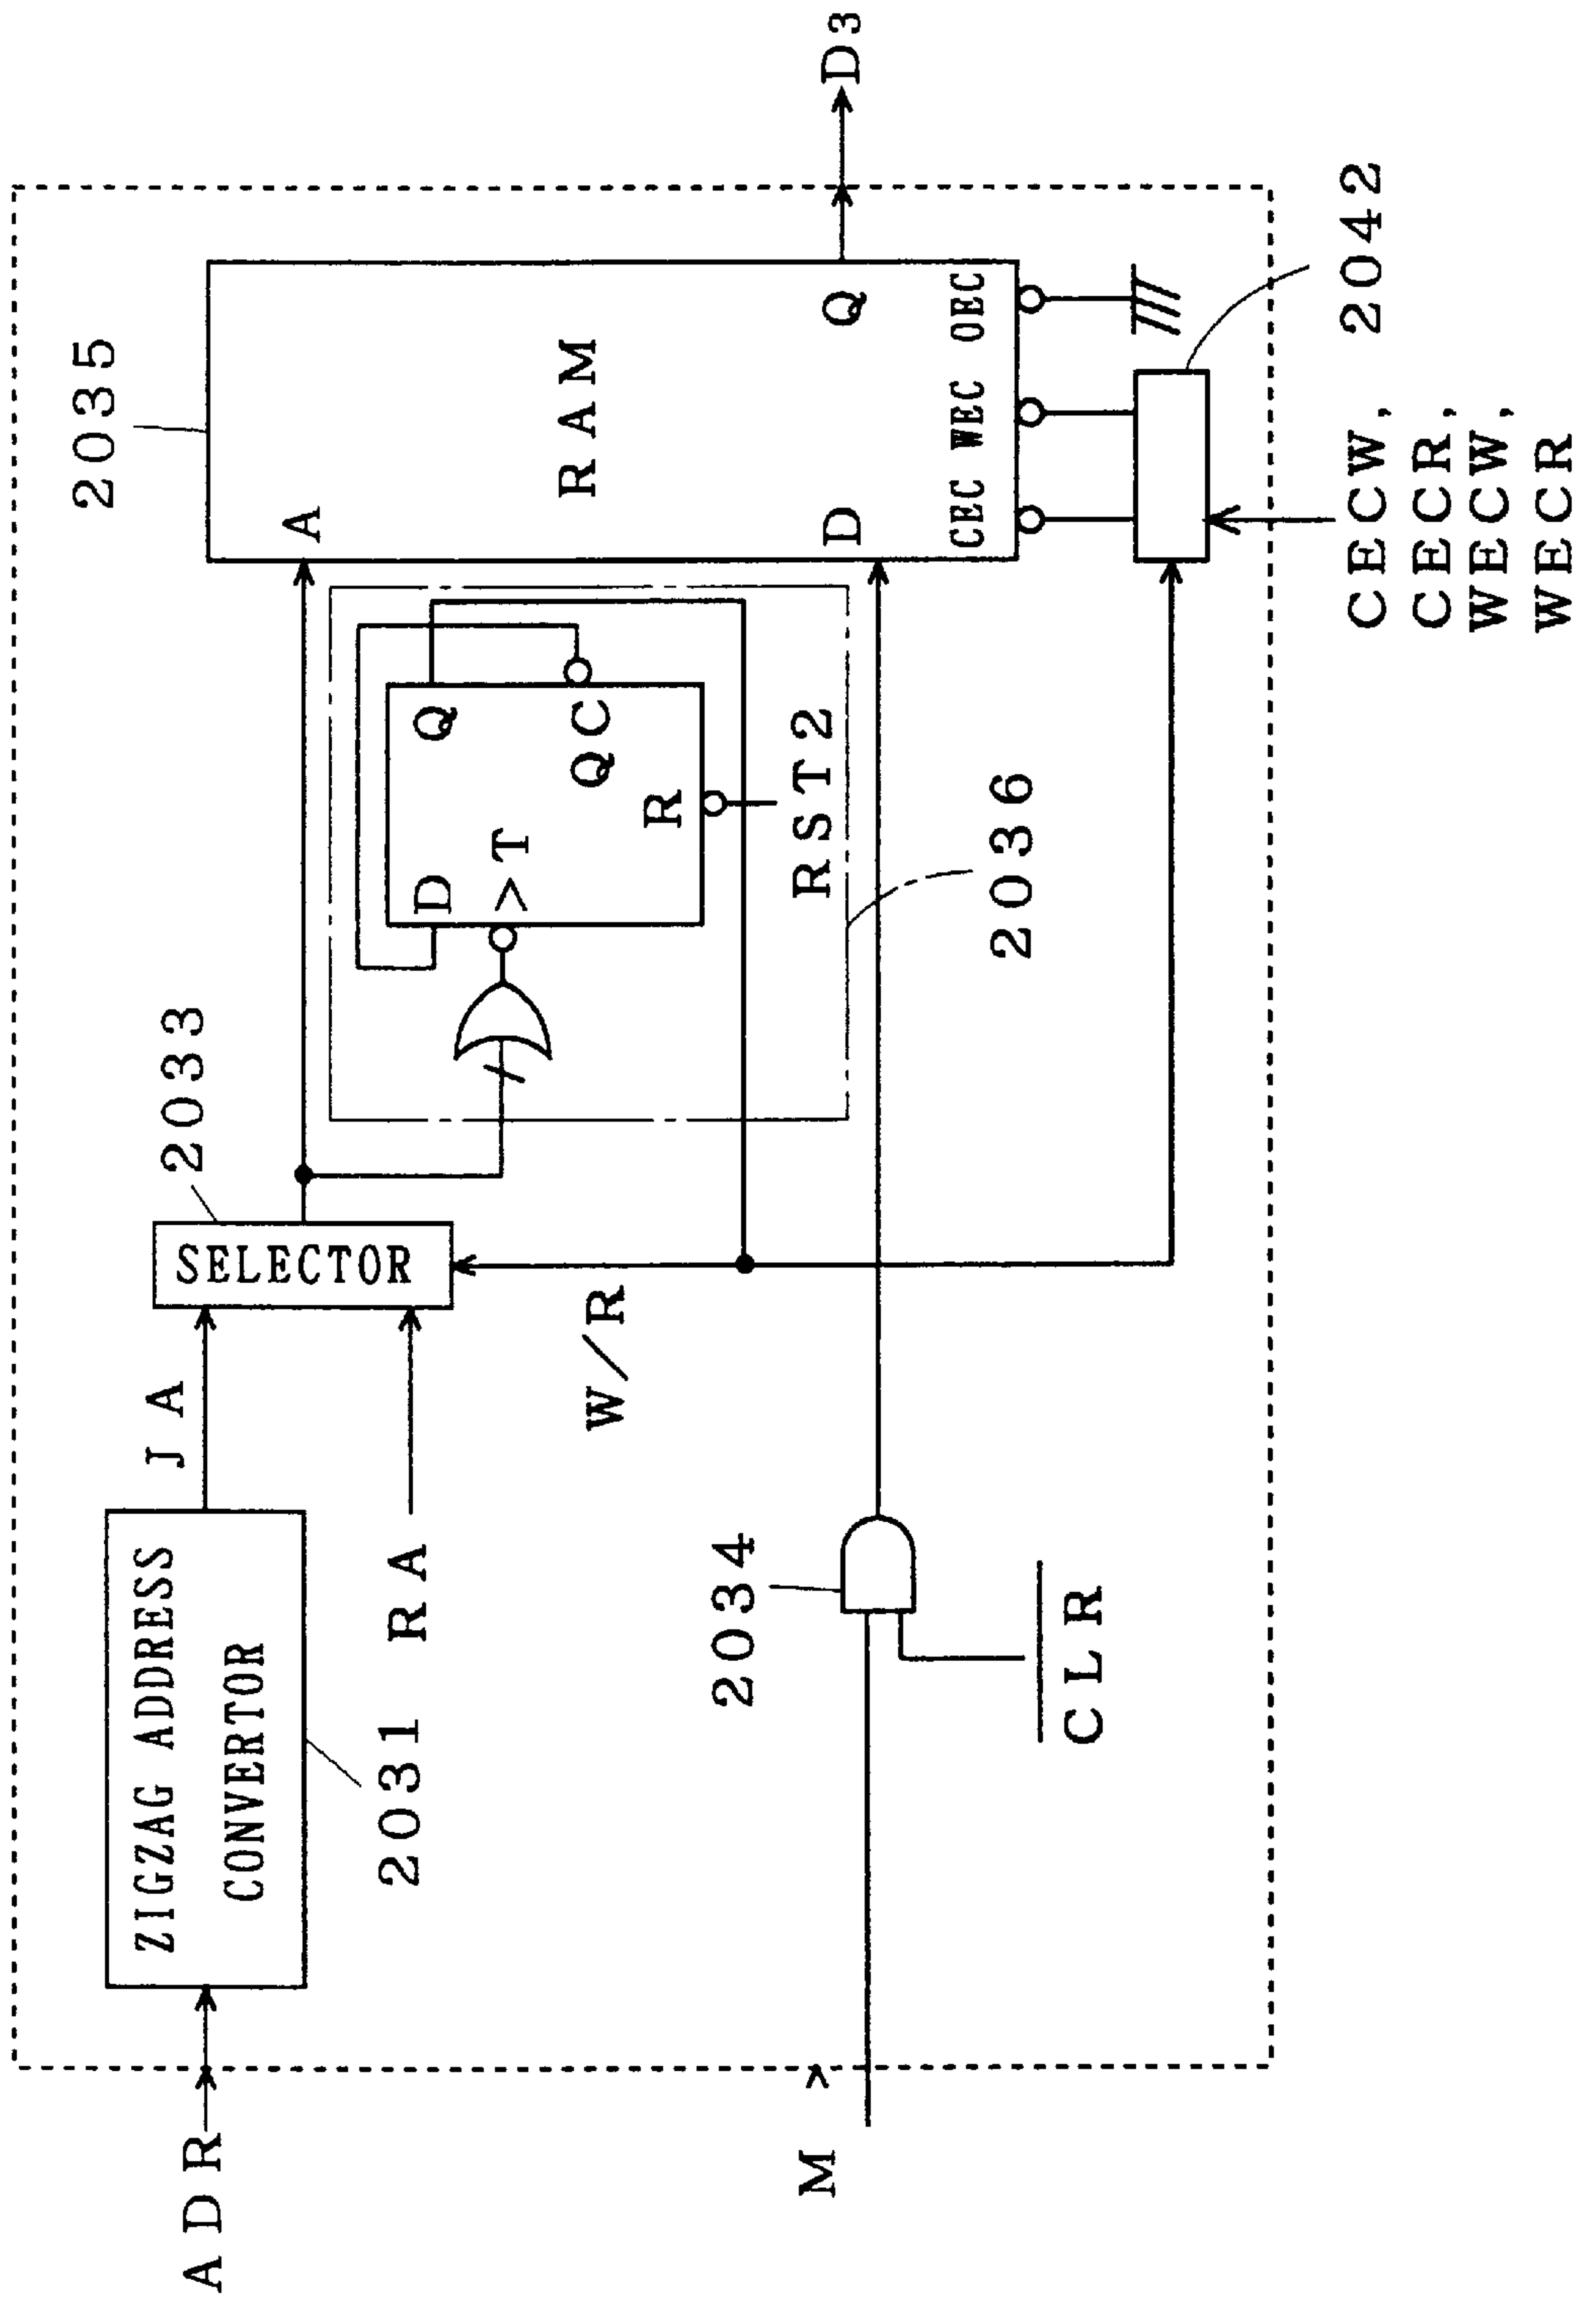 ADR
ZIGZAG ADDRESS
CONVERTOR
2031
JA
RA
SELECTOR
2033
W/R
D
>T
Q
QC
R
RST2
2036
2035
A
RAM
D
Q
CEC WEC OEC
D3
M^
2034
CLR
2042
CECW,
CECR,
WECW,
WECR